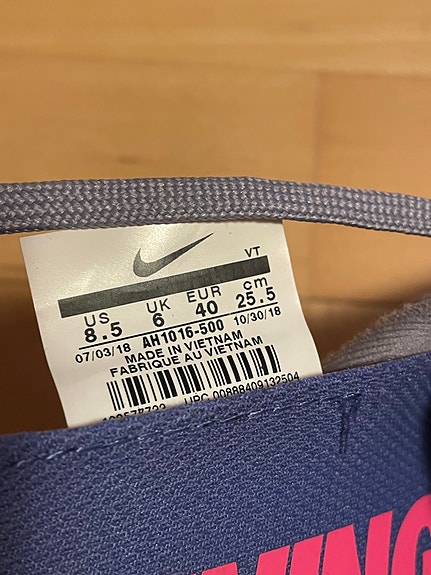 VT
US UK EUR cm
8.5 6 40 25.5
07/03/18 AH1016-500 10/30/18
MADE IN VIETNAM
FABRIQUE AU VIETNAM
UPC 00888409132504
MING